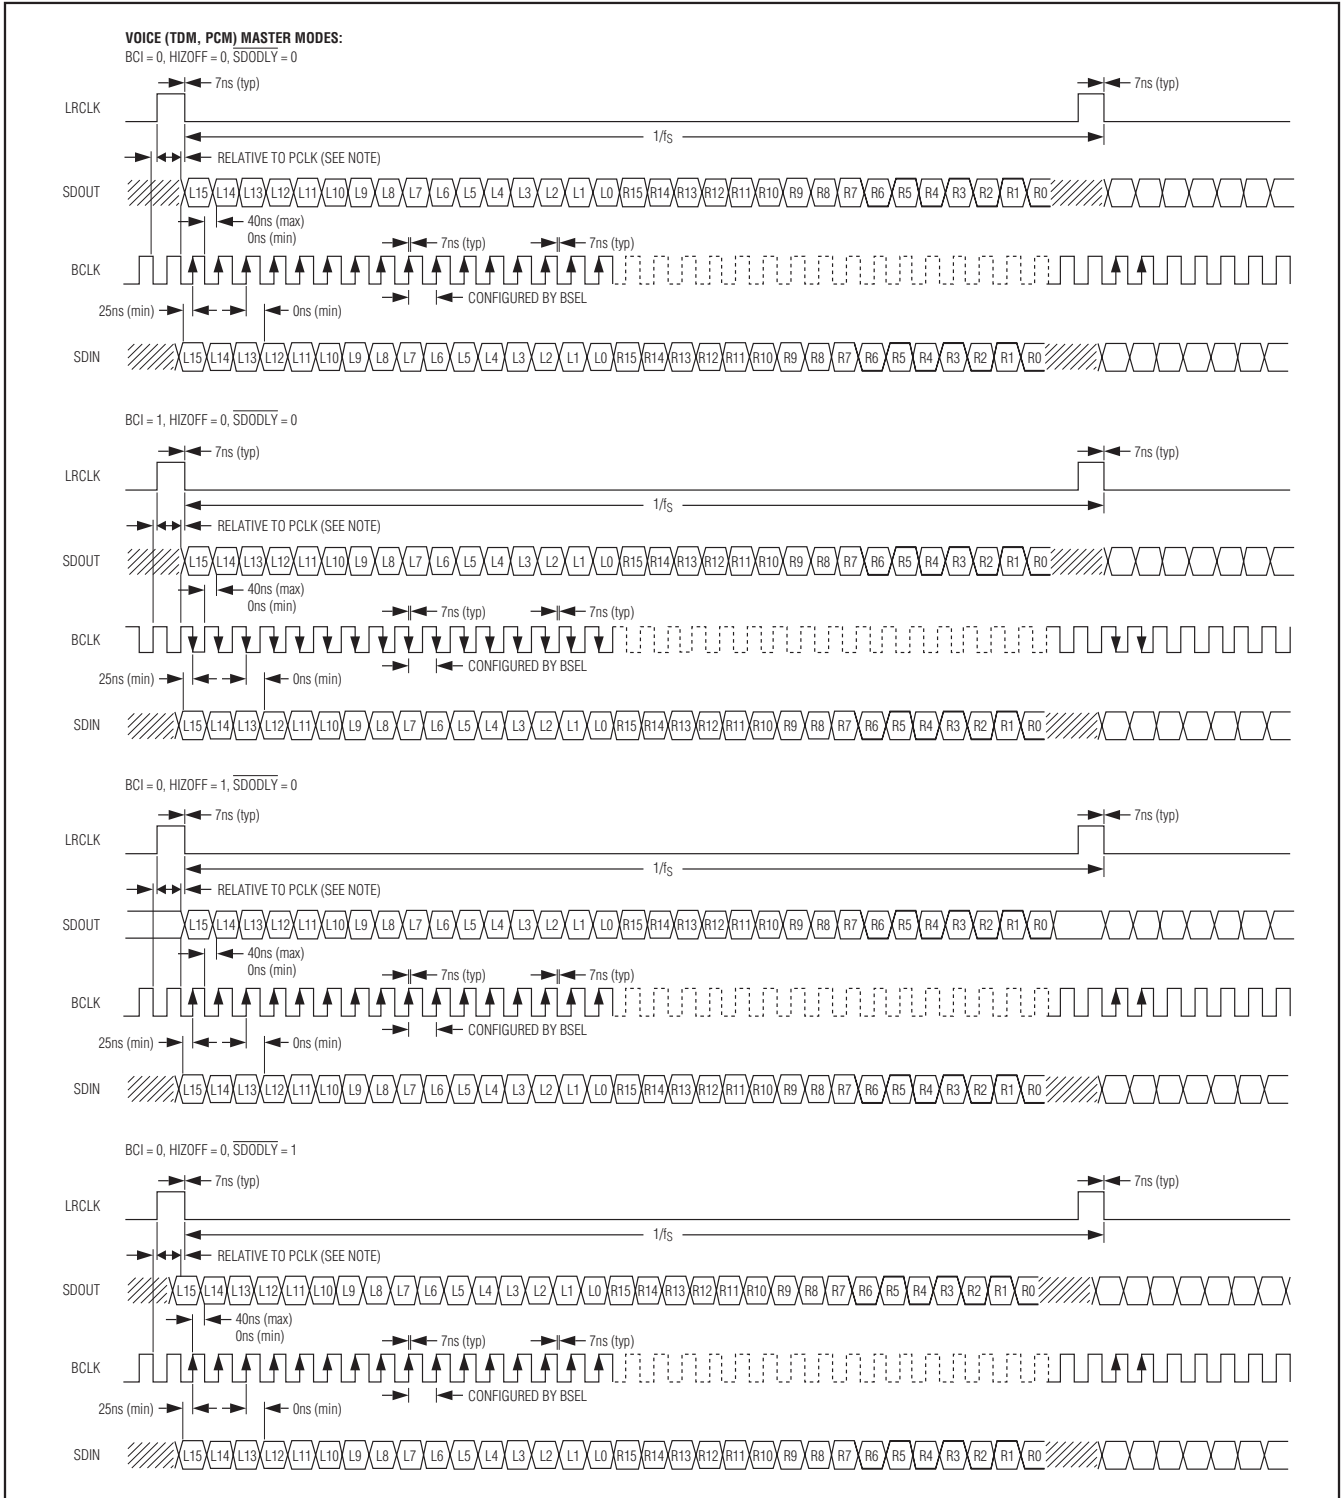 VOICE (TDM, PCM) MASTER MODES:
BCI = 0, HIZOFF = 0, SDODLY = 0
7ns (typ) 7ns (typ)
LRCLK
1/fS
RELATIVE TO PCLK (SEE NOTE)
SDOUT L15 L14 L13 L12 L11 L10 L9 L8 L7 L6 L5 L4 L3 L2 L1 L0 R15 R14 R13 R12 R11 R10 R9 R8 R7 R6 R5 R4 R3 R2 R1 R0
40ns (max)
0ns (min) 7ns (typ) 7ns (typ)
BCLK
CONFIGURED BY BSEL
25ns (min) 0ns (min)
SDIN L15 L14 L13 L12 L11 L10 L9 L8 L7 L6 L5 L4 L3 L2 L1 L0 R15 R14 R13 R12 R11 R10 R9 R8 R7 R6 R5 R4 R3 R2 R1 R0
BCI = 1, HIZOFF = 0, SDODLY = 0
7ns (typ) 7ns (typ)
LRCLK
1/fS
RELATIVE TO PCLK (SEE NOTE)
SDOUT L15 L14 L13 L12 L11 L10 L9 L8 L7 L6 L5 L4 L3 L2 L1 L0 R15 R14 R13 R12 R11 R10 R9 R8 R7 R6 R5 R4 R3 R2 R1 R0
40ns (max)
0ns (min) 7ns (typ) 7ns (typ)
BCLK
CONFIGURED BY BSEL
25ns (min) 0ns (min)
SDIN L15 L14 L13 L12 L11 L10 L9 L8 L7 L6 L5 L4 L3 L2 L1 L0 R15 R14 R13 R12 R11 R10 R9 R8 R7 R6 R5 R4 R3 R2 R1 R0
BCI = 0, HIZOFF = 1, SDODLY = 0
7ns (typ) 7ns (typ)
LRCLK
1/fS
RELATIVE TO PCLK (SEE NOTE)
SDOUT L15 L14 L13 L12 L11 L10 L9 L8 L7 L6 L5 L4 L3 L2 L1 L0 R15 R14 R13 R12 R11 R10 R9 R8 R7 R6 R5 R4 R3 R2 R1 R0
40ns (max)
0ns (min) 7ns (typ) 7ns (typ)
BCLK
CONFIGURED BY BSEL
25ns (min) 0ns (min)
SDIN L15 L14 L13 L12 L11 L10 L9 L8 L7 L6 L5 L4 L3 L2 L1 L0 R15 R14 R13 R12 R11 R10 R9 R8 R7 R6 R5 R4 R3 R2 R1 R0
BCI = 0, HIZOFF = 0, SDODLY = 1
7ns (typ) 7ns (typ)
LRCLK
1/fS
RELATIVE TO PCLK (SEE NOTE)
SDOUT L15 L14 L13 L12 L11 L10 L9 L8 L7 L6 L5 L4 L3 L2 L1 L0 R15 R14 R13 R12 R11 R10 R9 R8 R7 R6 R5 R4 R3 R2 R1 R0
40ns (max)
0ns (min) 7ns (typ) 7ns (typ)
BCLK
CONFIGURED BY BSEL
25ns (min) 0ns (min)
SDIN L15 L14 L13 L12 L11 L10 L9 L8 L7 L6 L5 L4 L3 L2 L1 L0 R15 R14 R13 R12 R11 R10 R9 R8 R7 R6 R5 R4 R3 R2 R1 R0